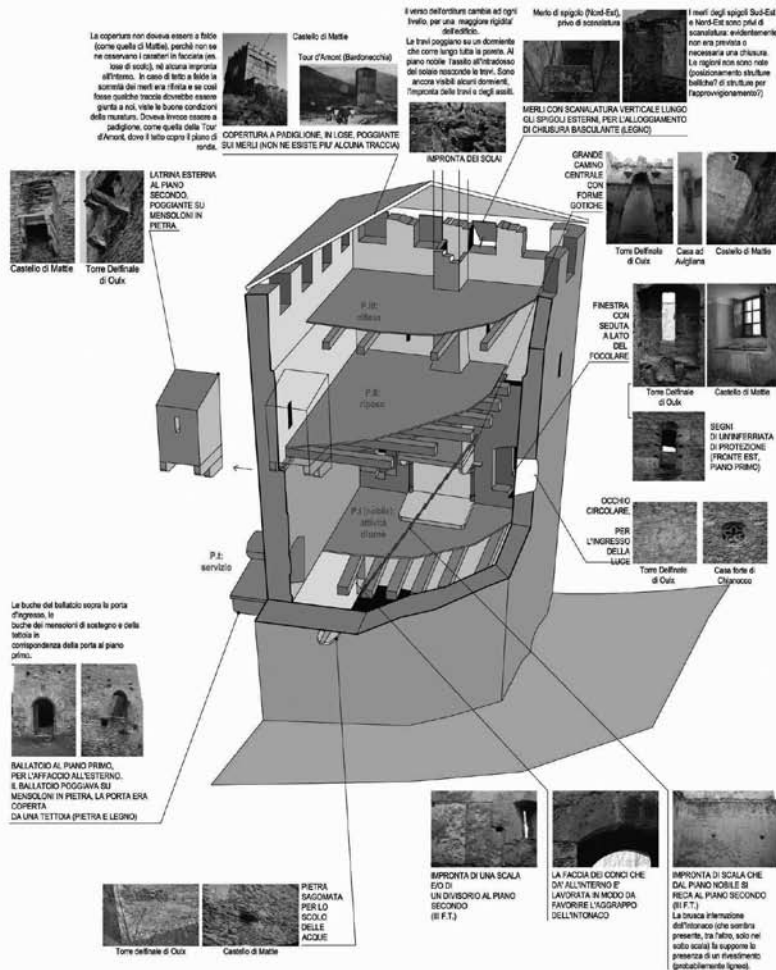 La copertura non doveva essere a falde
(come quella di Mattie), perchè non se
ne osservano i caratteri in facciata (es.
lose di scolo), nè alcuna impronta
all'interno. In caso di tetto a falde la
sommità dei merli era rifinita e se così
fosse qualche traccia dovrebbe essere
giunta a noi, viste le buone condizioni
della muratura. Doveva invece essere a
padiglione, come quella della Tour
d'Amont, dove il tetto copre il piano di
ronda.
Castello di Mattie
Tour d'Amont (Bardonecchia)
COPERTURA A PADIGLIONE, IN LOSE, POGGIANTE
SUI MERLI (NON NE ESISTE PIU' ALCUNA TRACCIA)
Il verso dell'orditura cambia ad ogni
livello, per una maggiore rigidita'
dell'edificio.
Le travi poggiano su un dormiente
che corre lungo tutta la parete. Al
piano nobile l'assito all'intradosso
del solaio nasconde le travi. Sono
ancora visibili alcuni dormienti,
l'impronta delle travi e degli assiti.
IMPRONTA DEI SOLAI
Merlo di spigolo (Nord-Est),
privo di scanalatura
I merli degli spigoli Sud-Est
e Nord-Est sono privi di
scanalatura: evidentemente
non era prevista o
necessaria una chiusura.
Le ragioni non sono note
(posizionamento strutture
belliche? di strutture per
l'approvvigionamento?)
MERLI CON SCANALATURA VERTICALE LUNGO
GLI SPIGOLI ESTERNI, PER L'ALLOGGIAMENTO
DI CHIUSURA BASCULANTE (LEGNO)
LATRINA ESTERNA
AL PIANO
SECONDO,
POGGIANTE SU
MENSOLONI IN
PIETRA.
Castello di Mattie
Torre Delfinale
di Oulx
GRANDE
CAMINO
CENTRALE
CON
FORME
GOTICHE
Torre Delfinale
di Oulx
Casa ad
Avigliana
Castello di Mattie
FINESTRA
CON
SEDUTA
A LATO
DEL
FOCOLARE
Torre Delfinale
di Oulx
Castello di Mattie
SEGNI
DI UN'INFERRIATA
DI PROTEZIONE
(FRONTE EST,
PIANO PRIMO)
OCCHIO
CIRCOLARE,
PER
L'INGRESSO
DELLA
LUCE
Torre Delfinale
di Oulx
Casa forte di
Chianocco
P.III:
difesa
P.II:
riposo
P.I (nobile):
attività
diurne
P.t:
servizio
Le buche del ballatoio sopra la porta
d'ingresso, le
buche dei mensoloni di sostegno e della
tettoia in
corrispondenza della porta al piano
primo.
BALLATOIO AL PIANO PRIMO,
PER L'AFFACCIO ALL'ESTERNO.
IL BALLATOIO POGGIAVA SU
MENSOLONI IN PIETRA, LA PORTA ERA
COPERTA
DA UNA TETTOIA (PIETRA E LEGNO)
PIETRA
SAGOMATA
PER LO
SCOLO
DELLE
ACQUE
Torre delfinale di Oulx
Castello di Mattie
IMPRONTA DI UNA SCALA
E/O DI
UN DIVISORIO AL PIANO
SECONDO
(III F.T.)
LA FACCIA DEI CONCI CHE
DA' ALL'INTERNO E'
LAVORATA IN MODO DA
FAVORIRE L'AGGRAPPO
DELL'INTONACO
IMPRONTA DI SCALA CHE
DAL PIANO NOBILE SI
RECA AL PIANO SECONDO
(III F.T.)
La brusca interruzione
dell'intonaco (che sembra
presente, tra l'altro, solo nel
sotto scala) fa supporre la
presenza di un rivestimento
(probabilmente ligneo).